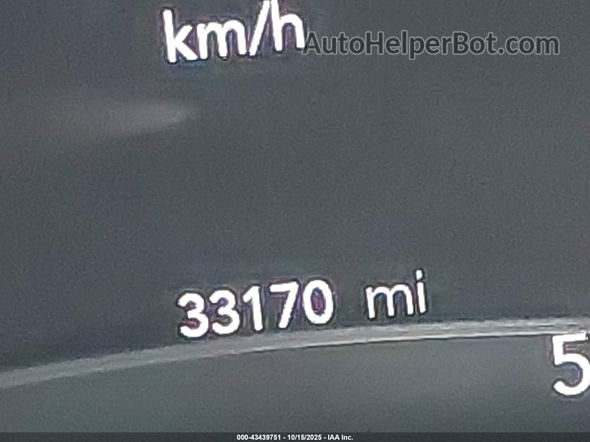 km/h
AutoHelperBot.com
33170 mi
5
000-43439751 - 10/15/2025 - IAA Inc.